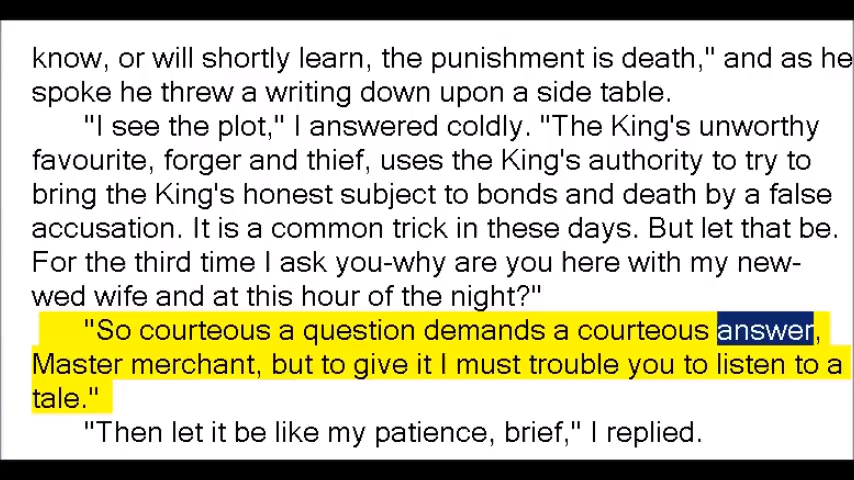 know, or will shortly learn, the punishment is death," and as he
spoke he threw a writing down upon a side table.
"I see the plot," I answered coldly. "The King's unworthy
favourite, forger and thief, uses the King's authority to try to
bring the King's honest subject to bonds and death by a false
accusation. It is a common trick in these days. But let that be.
For the third time I ask you-why are you here with my new-
wed wife and at this hour of the night?"
"So courteous a question demands a courteous answer,
Master merchant, but to give it I must trouble you to listen to a
tale."
"Then let it be like my patience, brief," I replied.